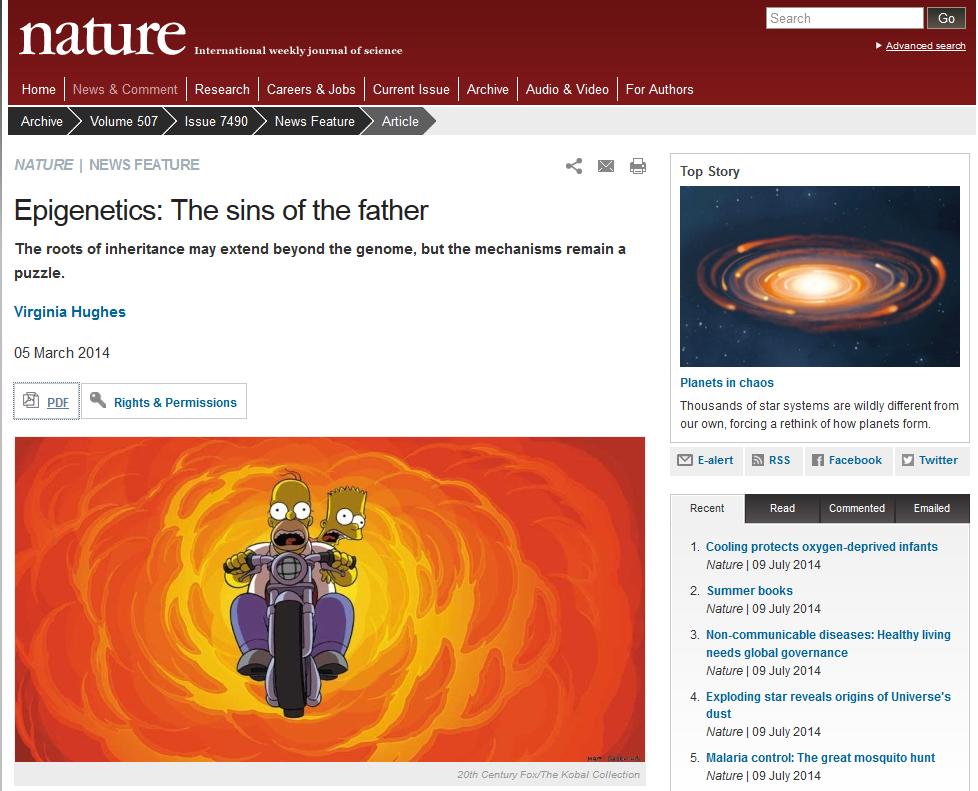 nature International weekly journal of science
Search
Go
Advanced search
Home
News & Comment
Research
Careers & Jobs
Current Issue
Archive
Audio & Video
For Authors
Archive
Volume 507
Issue 7490
News Feature
Article
NATURE | NEWS FEATURE
Epigenetics: The sins of the father
The roots of inheritance may extend beyond the genome, but the mechanisms remain a
puzzle.
Virginia Hughes
05 March 2014
PDF
Rights & Permissions
20th Century Fox/The Kobal Collection
Top Story
Planets in chaos
Thousands of star systems are wildly different from
our own, forcing a rethink of how planets form.
E-alert
RSS
Facebook
Twitter
Recent
Read
Commented
Emailed
1. Cooling protects oxygen-deprived infants
Nature | 09 July 2014
2. Summer books
Nature | 09 July 2014
3. Non-communicable diseases: Healthy living
needs global governance
Nature | 09 July 2014
4. Exploding star reveals origins of Universe's
dust
Nature | 09 July 2014
5. Malaria control: The great mosquito hunt
Nature | 09 July 2014